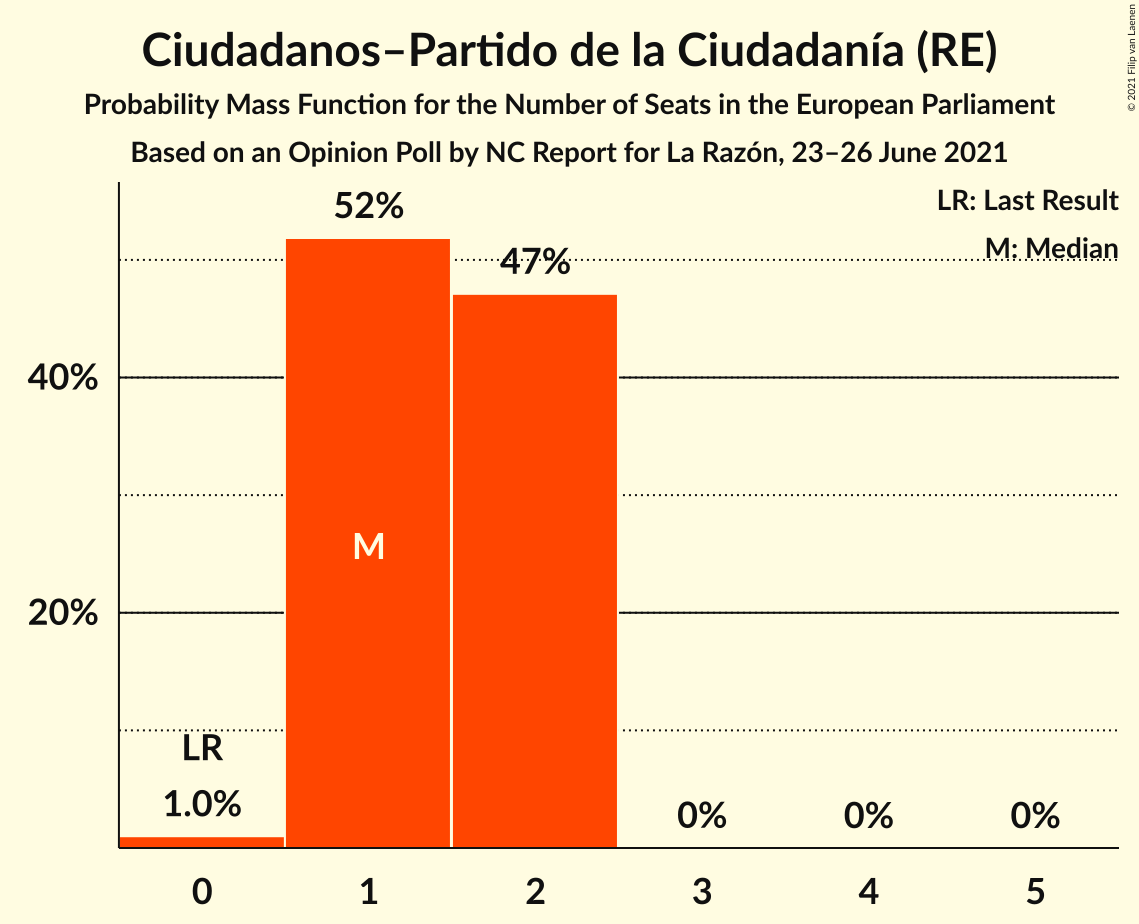 Ciudadanos–Partido de la Ciudadanía (RE)
Probability Mass Function for the Number of Seats in the European Parliament
Based on an Opinion Poll by NC Report for La Razón, 23–26 June 2021
© 2021 Filip van Laenen
LR: Last Result
M: Median
52%
47%
40%
M
20%
LR
1.0%
0%
0%
0%
0
1
2
3
4
5